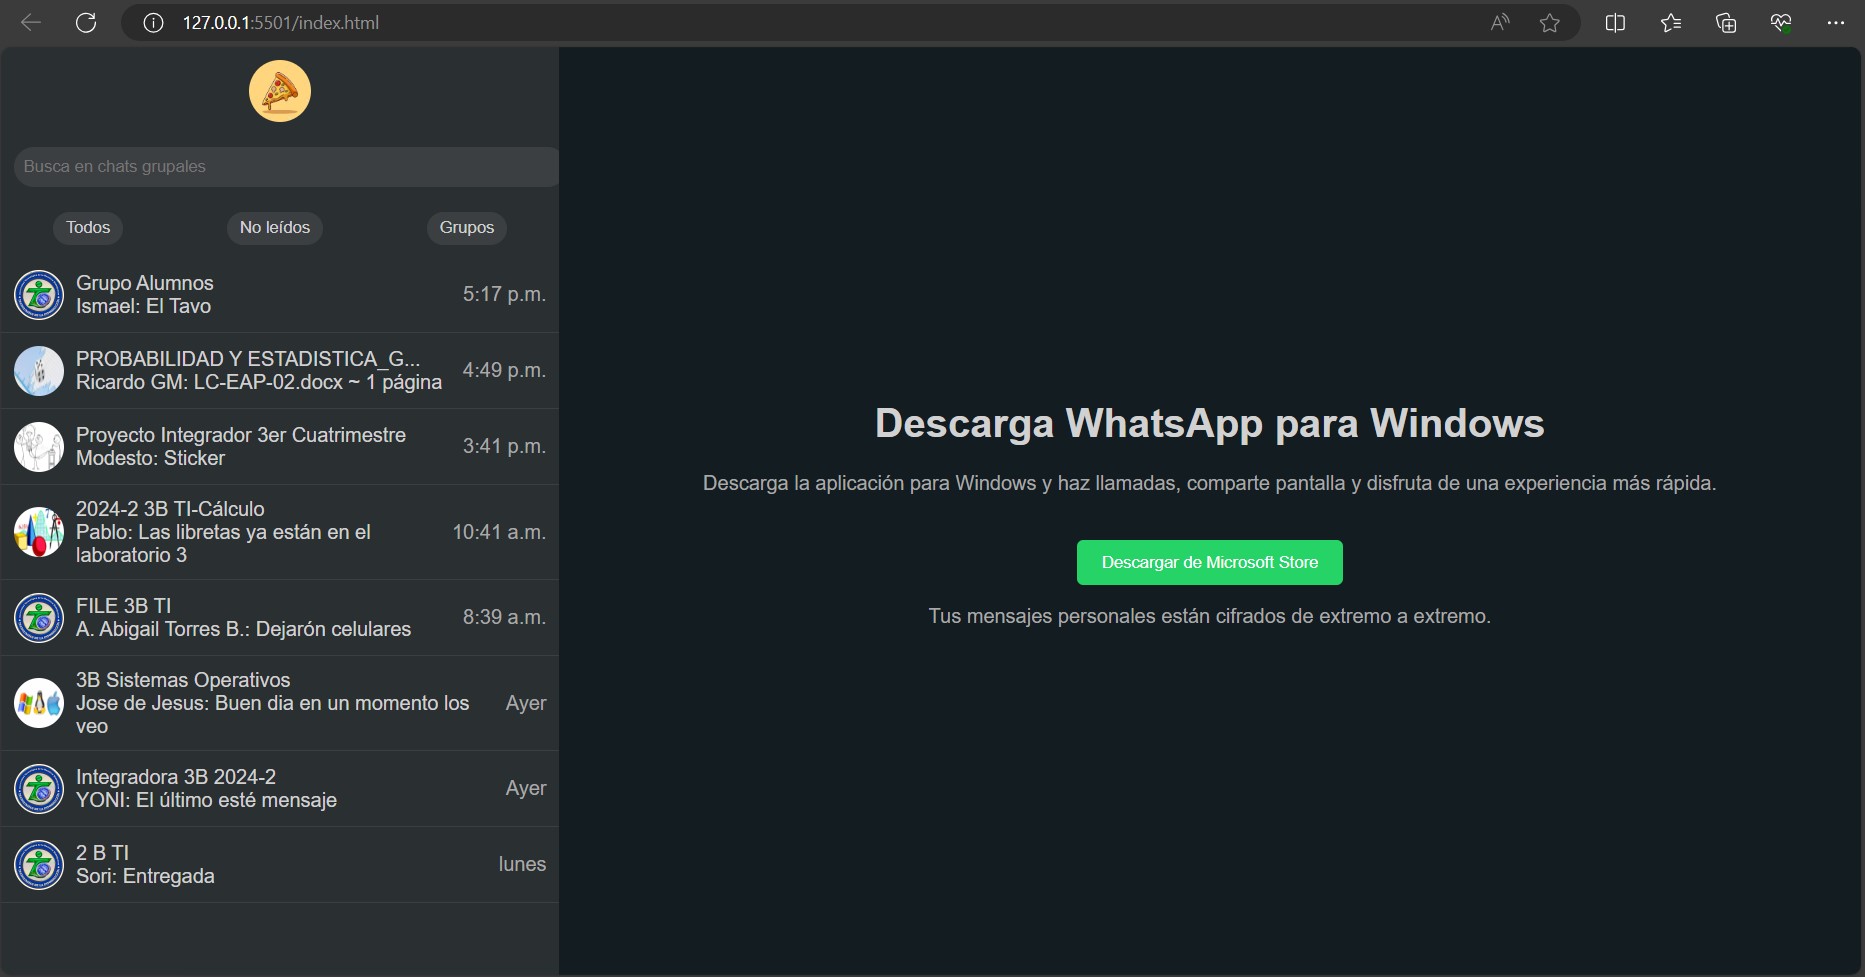 127.0.0.1:5501/index.html
Busca en chats grupales
Todos
No leídos
Grupos
Grupo Alumnos
Ismael: El Tavo
5:17 p.m.
PROBABILIDAD Y ESTADISTICA_G...
Ricardo GM: LC-EAP-02.docx ~ 1 página
4:49 p.m.
Proyecto Integrador 3er Cuatrimestre
Modesto: Sticker
3:41 p.m.
2024-2 3B TI-Cálculo
Pablo: Las libretas ya están en el
laboratorio 3
10:41 a.m.
FILE 3B TI
A. Abigail Torres B.: Dejarón celulares
8:39 a.m.
3B Sistemas Operativos
Jose de Jesus: Buen dia en un momento los
veo
Ayer
Integradora 3B 2024-2
YONI: El último esté mensaje
Ayer
2 B TI
Sori: Entregada
lunes
Descarga WhatsApp para Windows
Descarga la aplicación para Windows y haz llamadas, comparte pantalla y disfruta de una experiencia más rápida.
Descargar de Microsoft Store
Tus mensajes personales están cifrados de extremo a extremo.